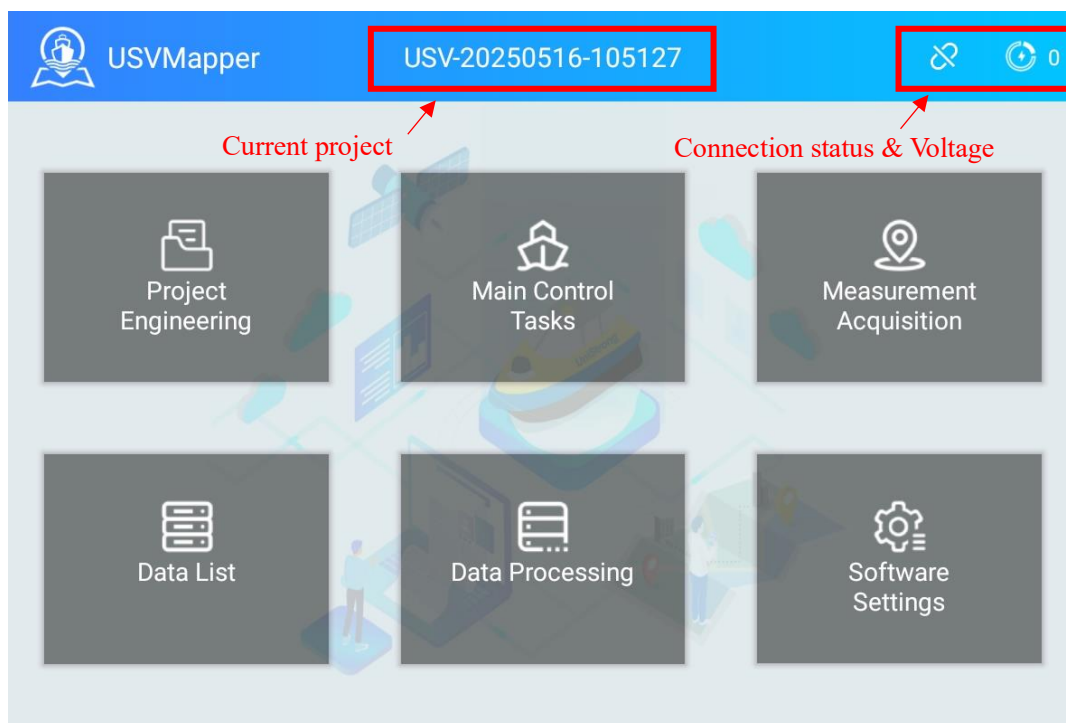 USVMapper
USV-20250516-105127
0
Current project
Connection status & Voltage
Project
Engineering
Main Control
Tasks
Measurement
Acquisition
Data List
Data Processing
Software
Settings